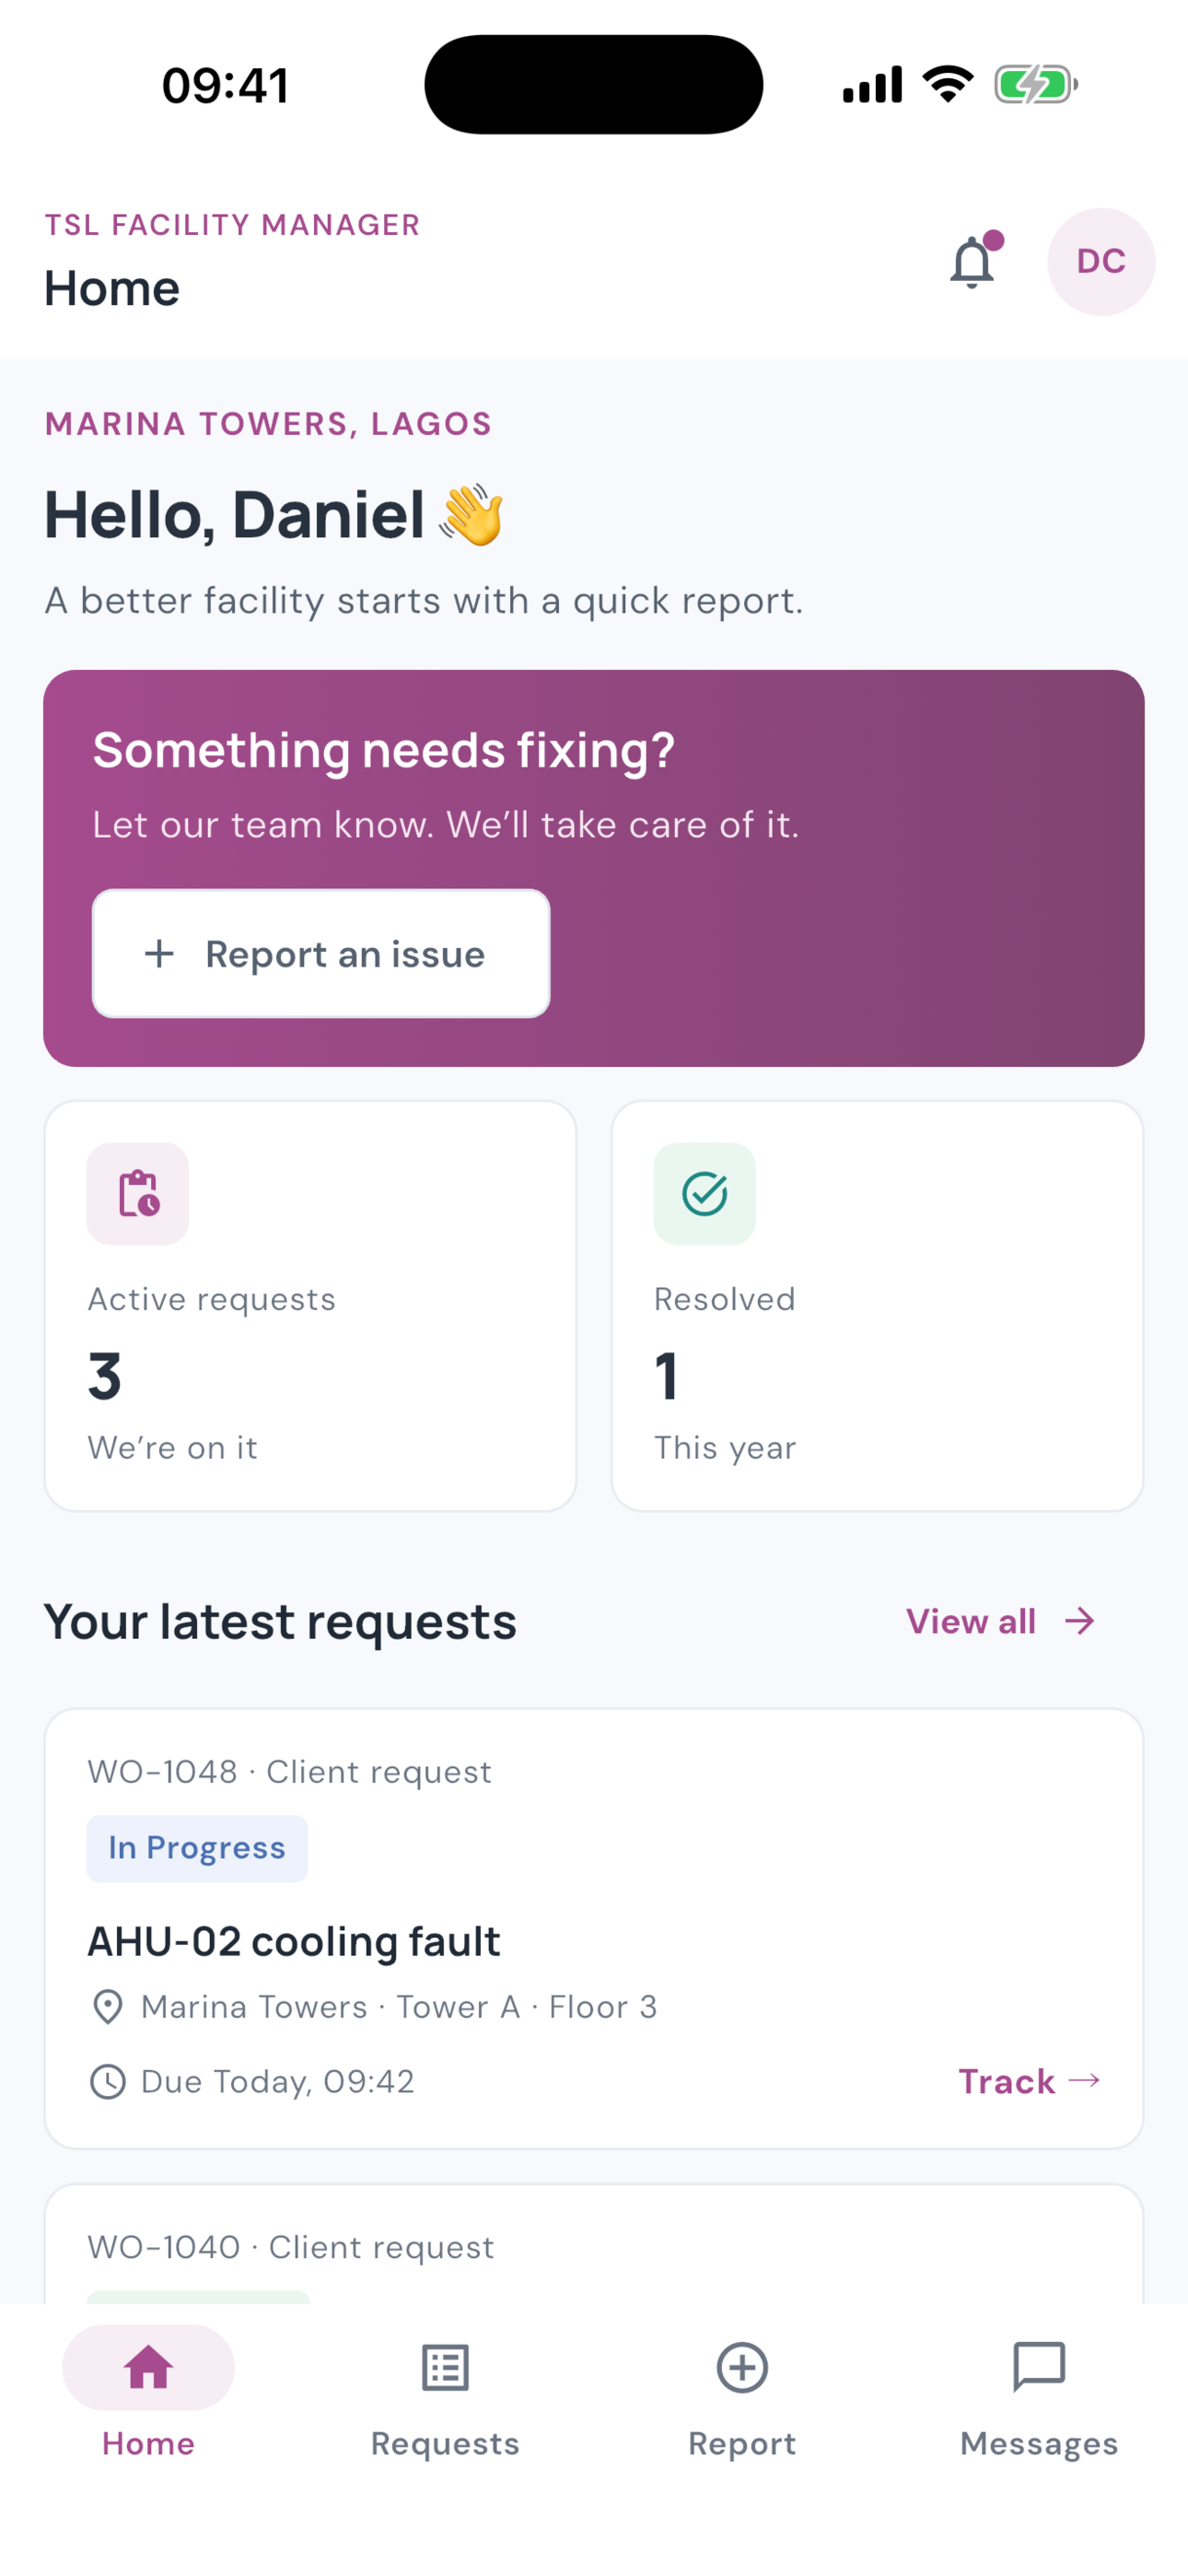 09:41
TSL FACILITY MANAGER
Home
DC
MARINA TOWERS, LAGOS
Hello, Daniel 👋
A better facility starts with a quick report.
Something needs fixing?
Let our team know. We’ll take care of it.
+ Report an issue
Active requests
3
We’re on it
Resolved
1
This year
Your latest requests
View all →
WO-1048 · Client request
In Progress
AHU-02 cooling fault
Marina Towers · Tower A · Floor 3
Due Today, 09:42
Track →
WO-1040 · Client request
Home
Requests
Report
Messages